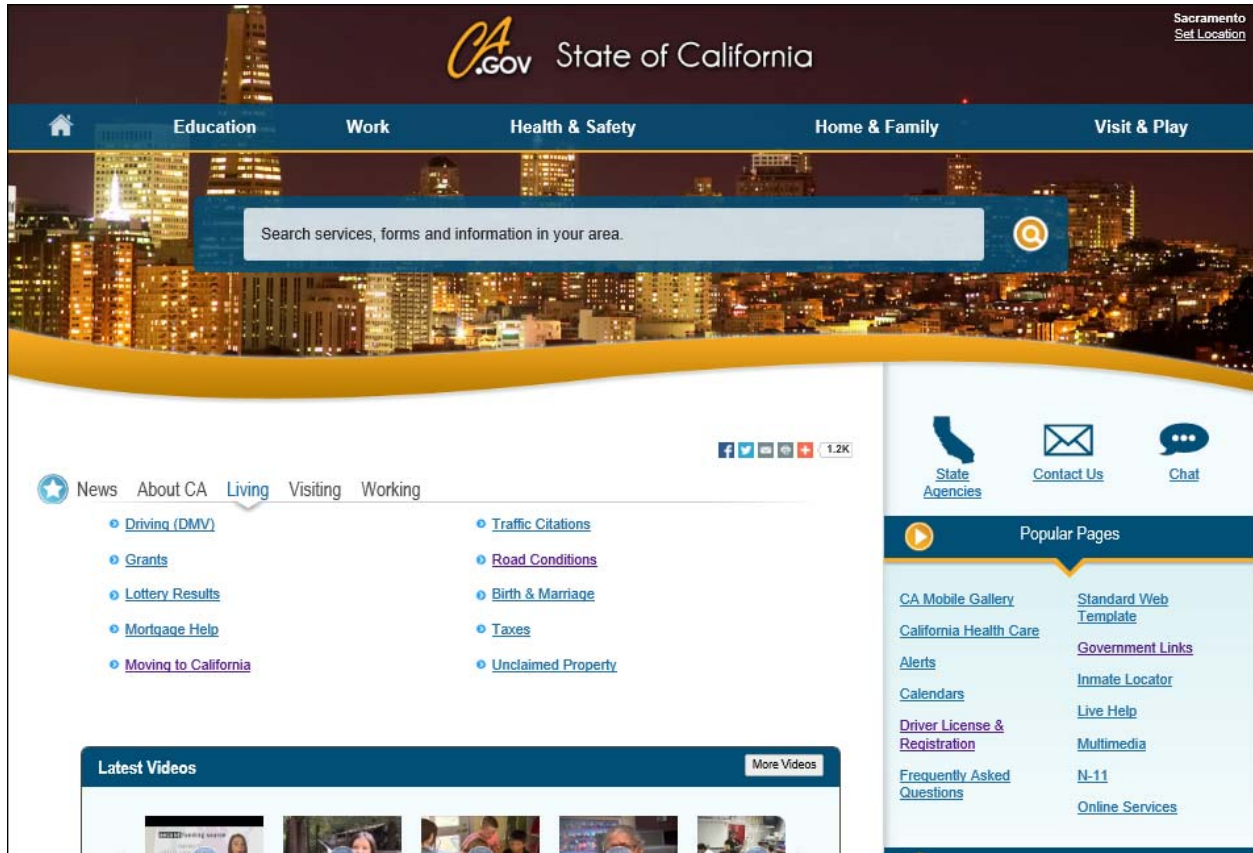 Sacramento
Set Location
CA.GOV State of California
Education Work Health & Safety Home & Family Visit & Play
Search services, forms and information in your area.
1.2K
State Agencies
Contact Us
Chat
News About CA Living Visiting Working
Driving (DMV)
Grants
Lottery Results
Mortgage Help
Moving to California
Traffic Citations
Road Conditions
Birth & Marriage
Taxes
Unclaimed Property
Popular Pages
CA Mobile Gallery
California Health Care
Alerts
Calendars
Driver License &
Registration
Frequently Asked
Questions
Standard Web
Template
Government Links
Inmate Locator
Live Help
Multimedia
N-11
Online Services
Latest Videos
More Videos